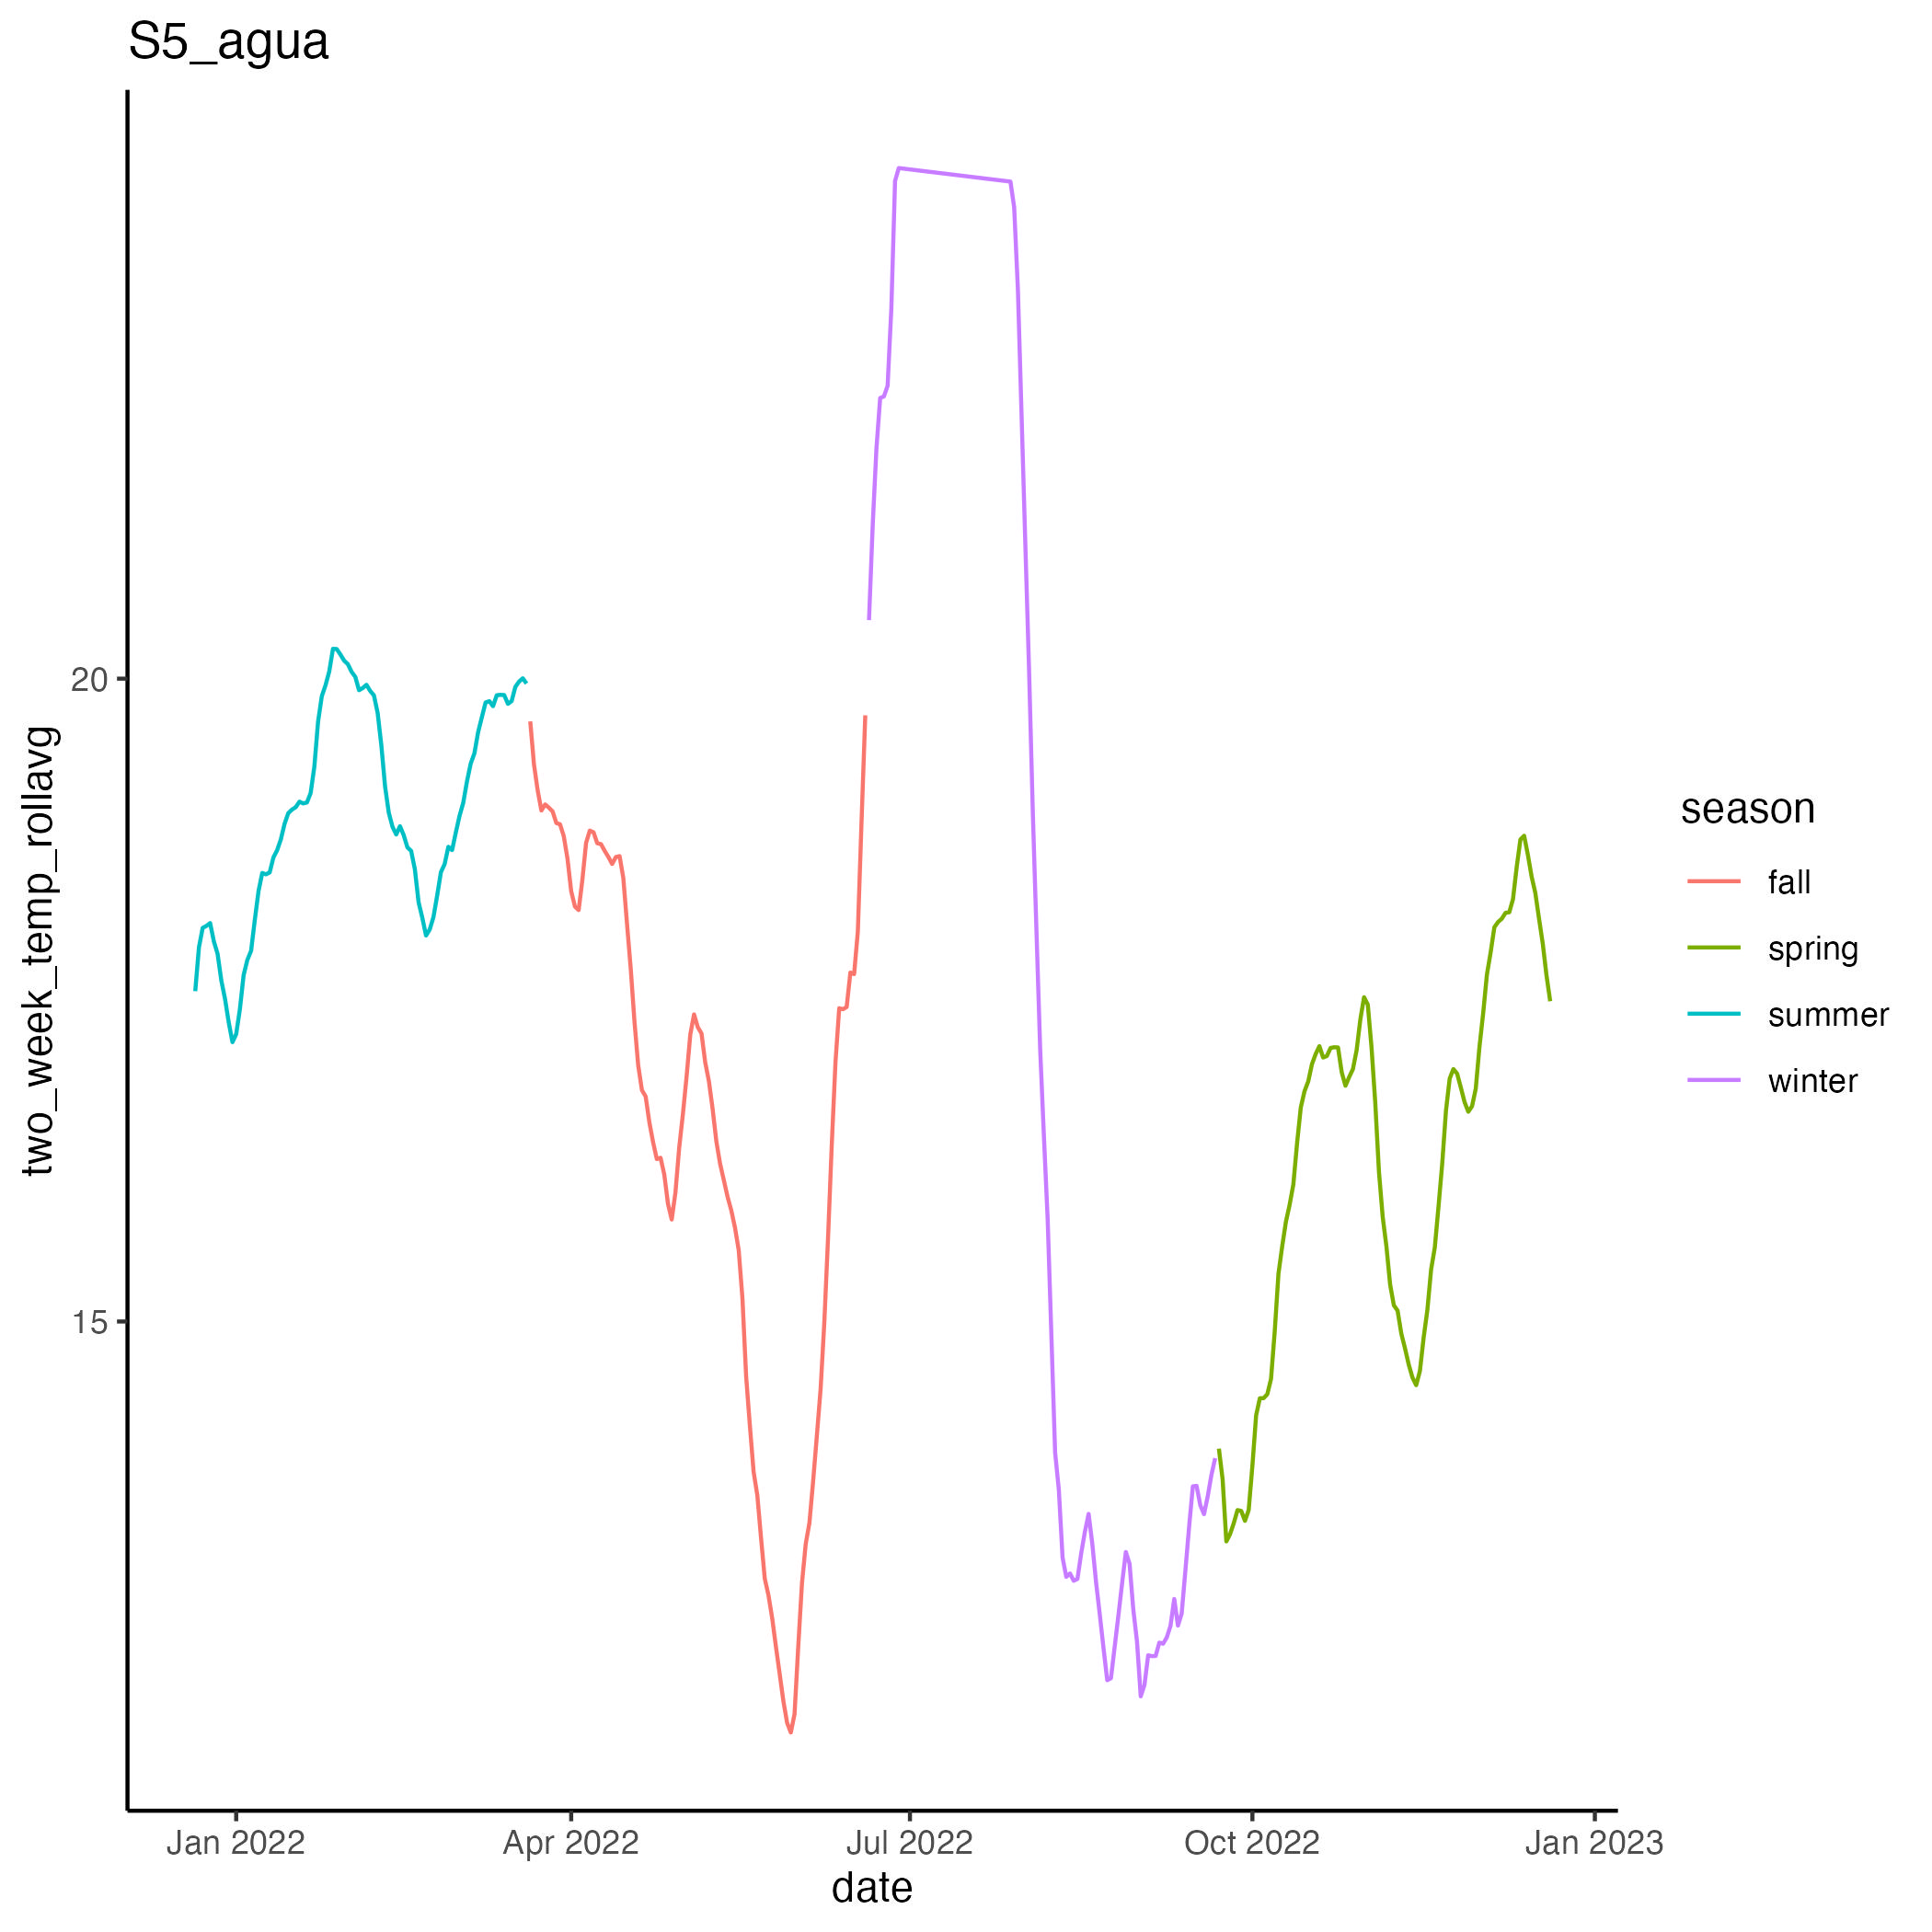 S5_agua
two_week_temp_rollavg
20
15
Jan 2022
Apr 2022
Jul 2022
Oct 2022
Jan 2023
date
season
fall
spring
summer
winter